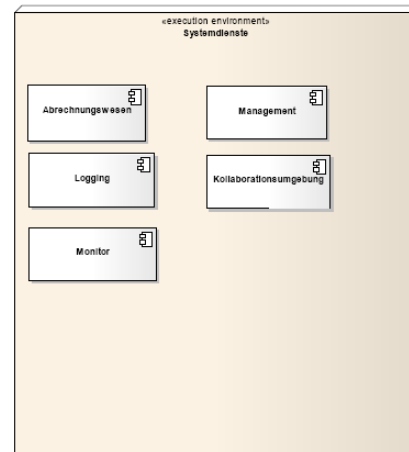 «execution environment»
Systemdienste
Abrechnungswesen
Management
Logging
Kollaborationsumgebung
Monitor